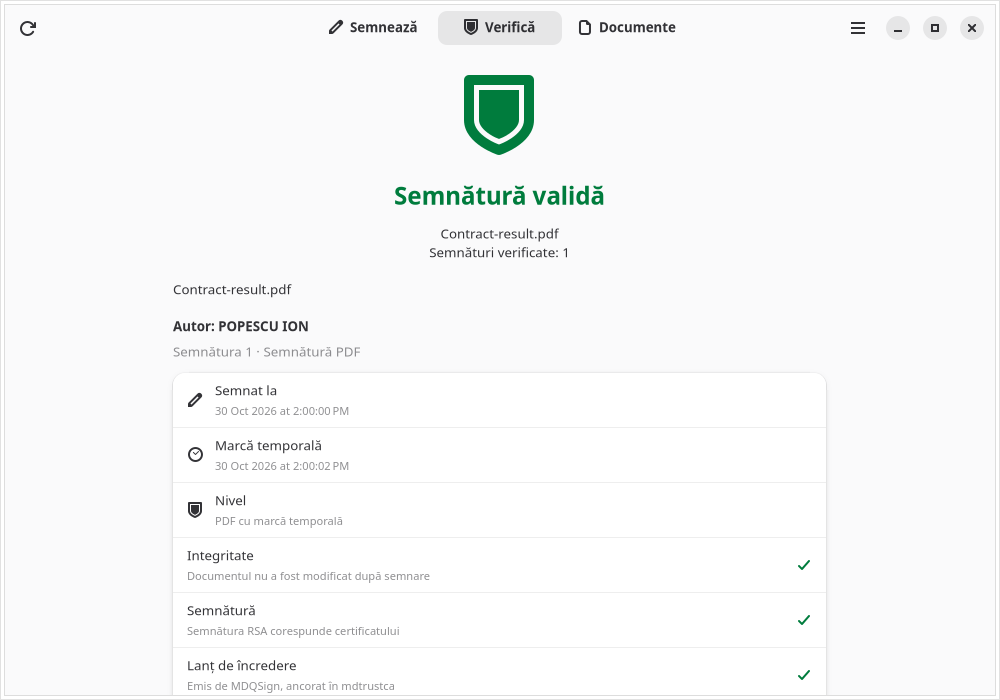 Semnează
Verifică
Documente
Semnătură validă
Contract-result.pdf
Semnături verificate: 1
Contract-result.pdf
Autor: POPESCU ION
Semnătura 1 · Semnătură PDF
Semnat la
30 Oct 2026 at 2:00:00 PM
Marcă temporală
30 Oct 2026 at 2:00:02 PM
Nivel
PDF cu marcă temporală
Integritate
Documentul nu a fost modificat după semnare
Semnătură
Semnătura RSA corespunde certificatului
Lanț de încredere
Emis de MDQSign, ancorat în mdtrustca